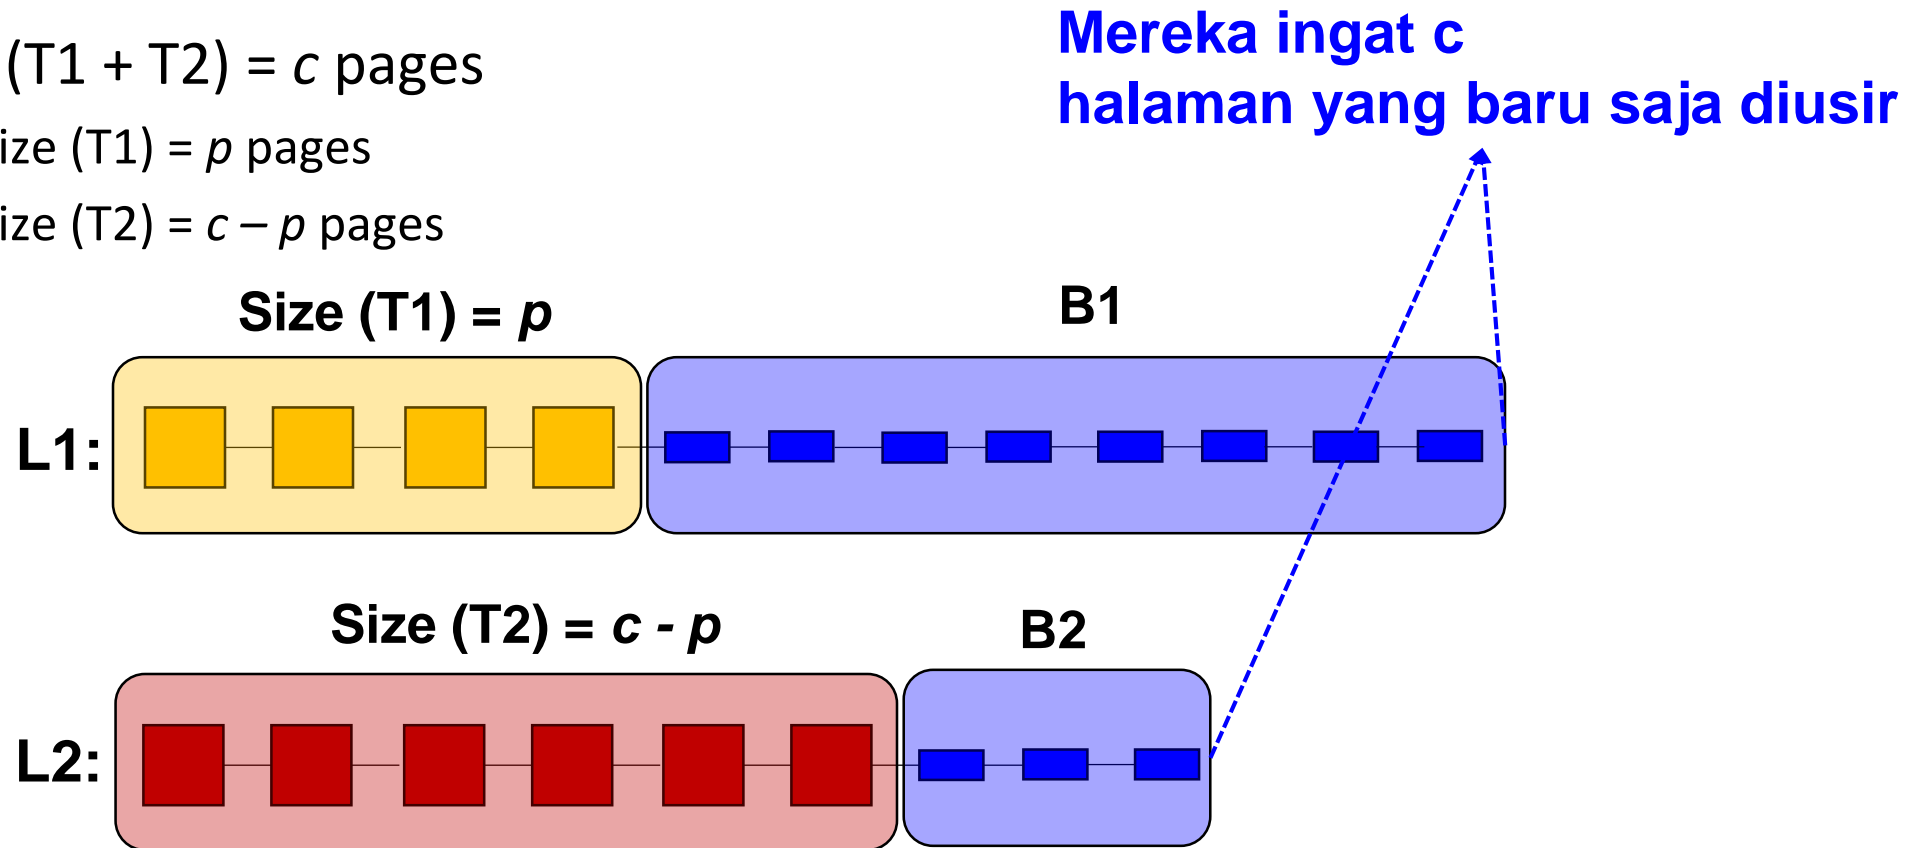 (T1 + T2) = c pages
ize (T1) = p pages
ize (T2) = c – p pages
Mereka ingat c
halaman yang baru saja diusir
Size (T1) = p
B1
L1:
Size (T2) = c - p
B2
L2: